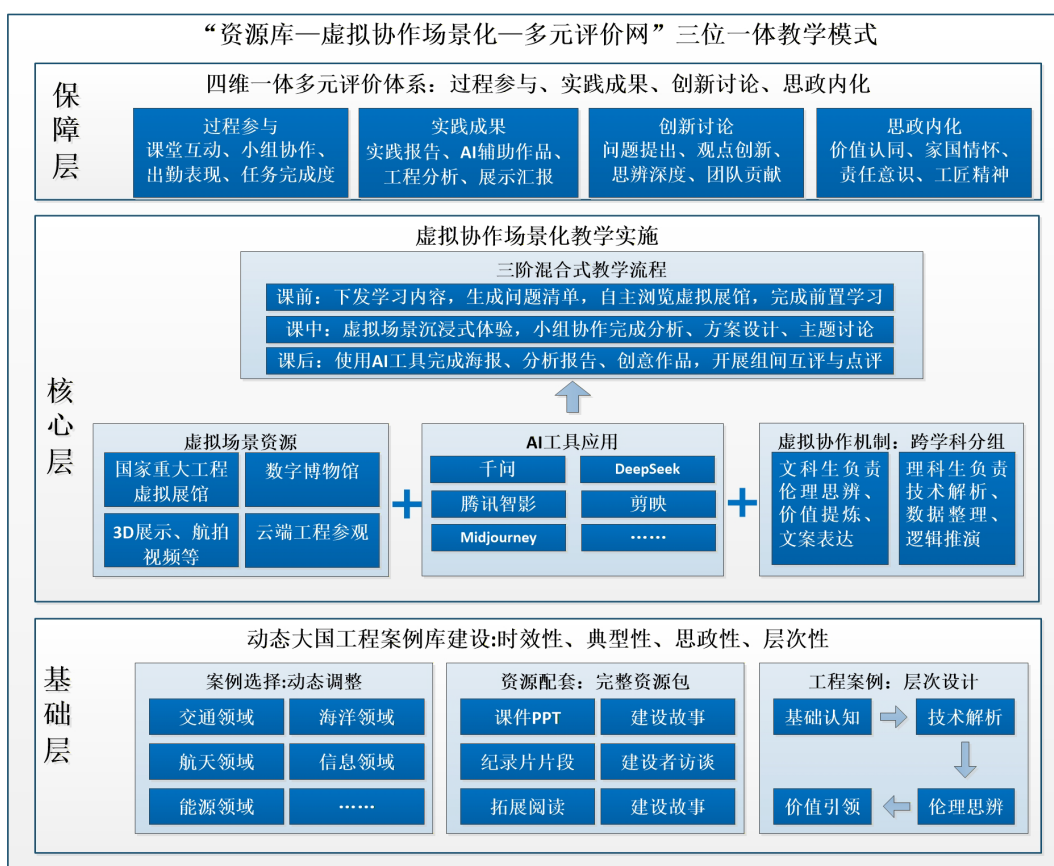 “资源库—虚拟协作场景化—多元评价网”三位一体教学模式
保障层
四维一体多元评价体系：过程参与、实践成果、创新讨论、思政内化
过程参与
课堂互动、小组协作、
出勤表现、任务完成度
实践成果
实践报告、AI辅助作品、
工程分析、展示汇报
创新讨论
问题提出、观点创新、
思辨深度、团队贡献
思政内化
价值认同、家国情怀、
责任意识、工匠精神
核心层
虚拟协作场景化教学实施
三阶混合式教学流程
课前：下发学习内容，生成问题清单，自主浏览虚拟展馆，完成前置学习
课中：虚拟场景沉浸式体验，小组协作完成分析、方案设计、主题讨论
课后：使用AI工具完成海报、分析报告、创意作品，开展组间互评与点评
虚拟场景资源
国家重大工程
虚拟展馆
数字博物馆
3D展示、航拍
视频等
云端工程参观
AI工具应用
千问
DeepSeek
腾讯智影
剪映
Midjourney
……
虚拟协作机制：跨学科分组
文科生负责
伦理思辨、
价值提炼、
文案表达
理科生负责
技术解析、
数据整理、
逻辑推演
基础层
动态大国工程案例库建设:时效性、典型性、思政性、层次性
案例选择:动态调整
交通领域
海洋领域
航天领域
信息领域
能源领域
……
资源配套：完整资源包
课件PPT
建设故事
纪录片片段
建设者访谈
拓展阅读
建设故事
工程案例：层次设计
基础认知
技术解析
价值引领
伦理思辨